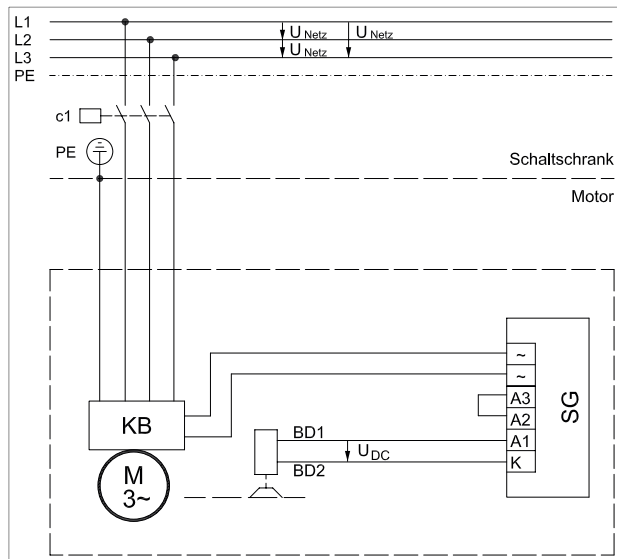 L1
U Netz U Netz
L2
U Netz
L3
PE
c1
PE
Schaltschrank
Motor
~
~
A3
A2
A1
K
SG
KB
BD1
U DC
BD2
M
3~